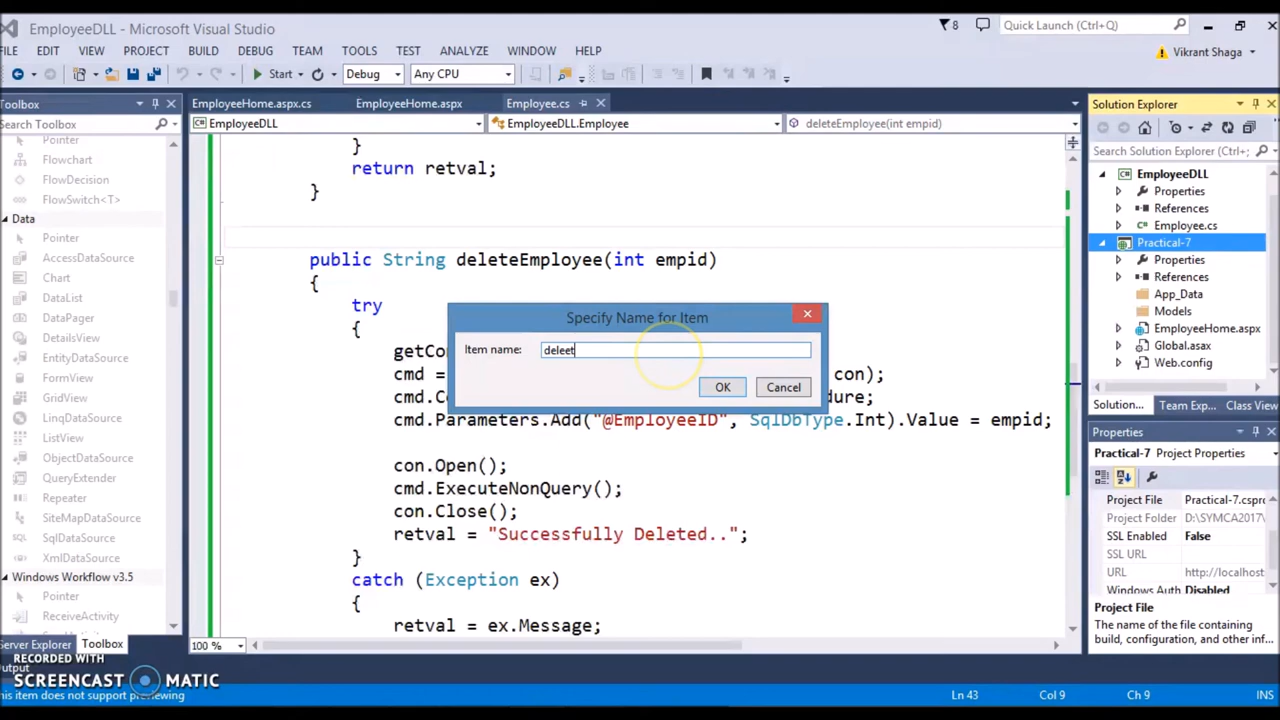 EmployeeDLL - Microsoft Visual Studio
8
Quick Launch (Ctrl+Q)
FILE EDIT VIEW PROJECT BUILD DEBUG TEAM TOOLS TEST ANALYZE WINDOW HELP
Vikrant Shaga
Start
Debug
Any CPU
Toolbox
Search Toolbox
Pointer
Flowchart
FlowDecision
FlowSwitch<T>
Data
Pointer
AccessDataSource
Chart
DataList
DataPager
DetailsView
EntityDataSource
FormView
GridView
LinqDataSource
ListView
ObjectDataSource
QueryExtender
Repeater
SiteMapDataSource
SqlDataSource
XmlDataSource
Windows Workflow v3.5
Pointer
ReceiveActivity
Server Explorer Toolbox
Output
EmployeeHome.aspx.cs EmployeeHome.aspx Employee.cs
EmployeeDLL EmployeeDLL.Employee deleteEmployee(int empid)
}
return retval;
}
public String deleteEmployee(int empid)
{
try
{
getCo
cmd = con);
cmd.Co dure;
cmd.Parameters.Add("@EmployeeID", SqlDbType.Int).Value = empid;
con.Open();
cmd.ExecuteNonQuery();
con.Close();
retval = "Successfully Deleted..";
}
catch (Exception ex)
{
retval = ex.Message;
100 %
Specify Name for Item
Item name: deleet
OK Cancel
Solution Explorer
Search Solution Explorer (Ctrl+;
EmployeeDLL
Properties
References
Employee.cs
Practical-7
Properties
References
App_Data
Models
EmployeeHome.aspx
Global.asax
Web.config
Solution... Team Exp... Class View
Properties
Practical-7 Project Properties
Project File Practical-7.cspro
Project Folder D:\SYMCA2017\
SSL Enabled False
SSL URL
URL http://localhost
Windows Aut Disabled
Project File
The name of the file containing
build, configuration, and other inf...
RECORDED WITH
SCREENCAST MATIC
his item does not support previewing
Ln 43 Col 9 Ch 9 INS